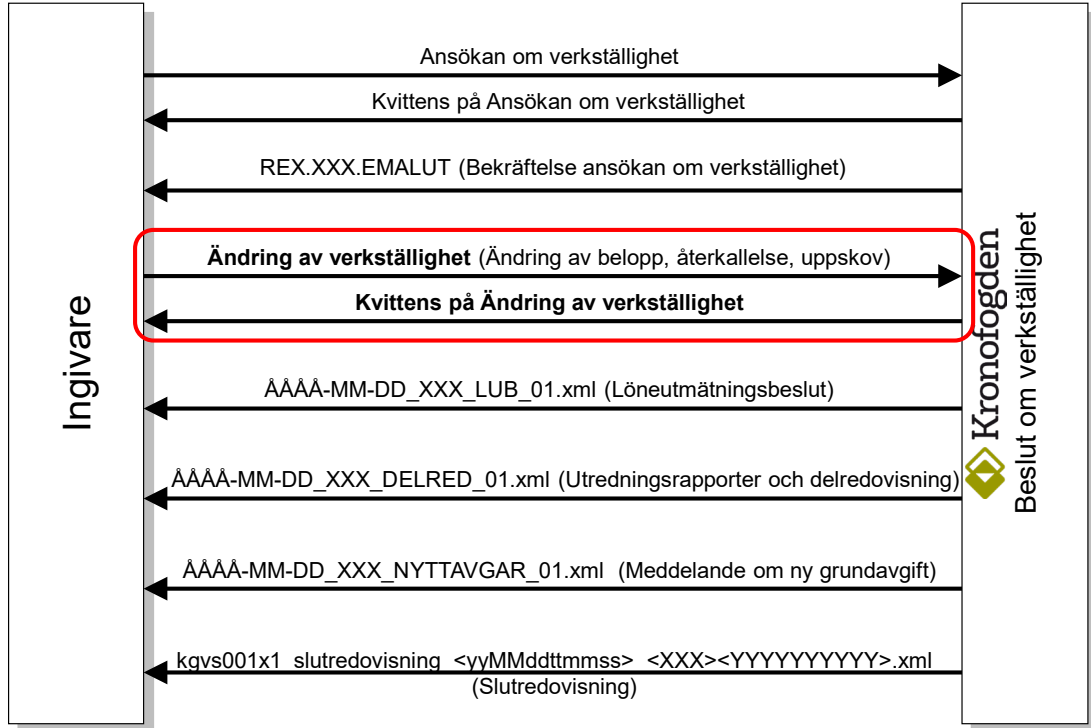 Ingivare
Ansökan om verkställighet
Kvittens på Ansökan om verkställighet
REX.XXX.EMALUT (Bekräftelse ansökan om verkställighet)
Ändring av verkställighet (Ändring av belopp, återkallelse, uppskov)
Kvittens på Ändring av verkställighet
ÅÅÅÅ-MM-DD_XXX_LUB_01.xml (Löneutmätningsbeslut)
ÅÅÅÅ-MM-DD_XXX_DELRED_01.xml (Utredningsrapporter och delredovisning)
ÅÅÅÅ-MM-DD_XXX_NYTTAVGAR_01.xml (Meddelande om ny grundavgift)
kgvs001x1_slutredovisning_<yyMMddttmmss>_<XXX><YYYYYYYYYY>.xml
(Slutredovisning)
Kronofogden
Beslut om verkställighet